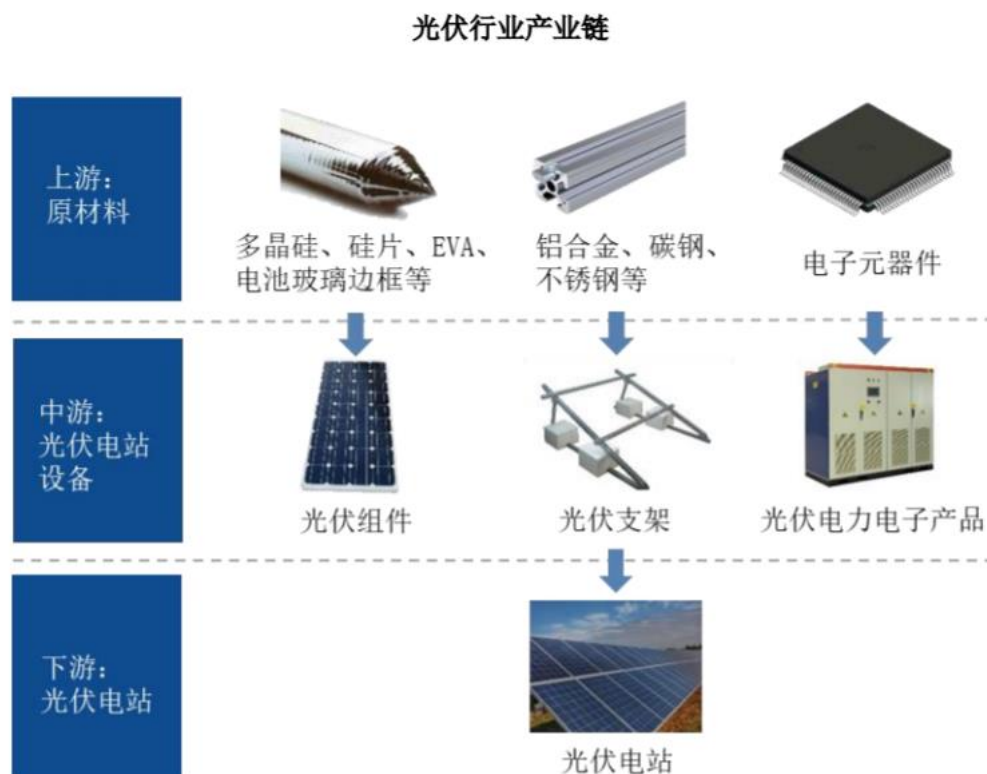 光伏行业产业链
上游：
原材料
多晶硅、硅片、EVA、
电池玻璃边框等
铝合金、碳钢、
不锈钢等
电子元器件
中游：
光伏电站
设备
光伏组件
光伏支架
光伏电力电子产品
下游：
光伏电站
光伏电站